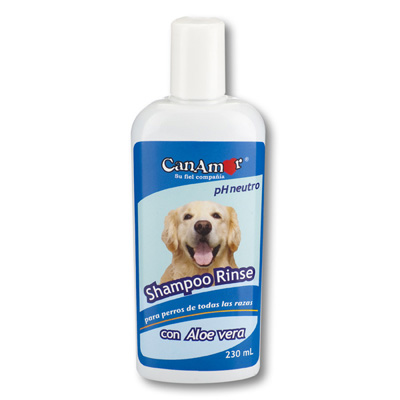 CanAmor®
Su fiel compañía
pH neutro
Shampoo Rinse
para perros de todas las razas
con Aloe vera
230 mL